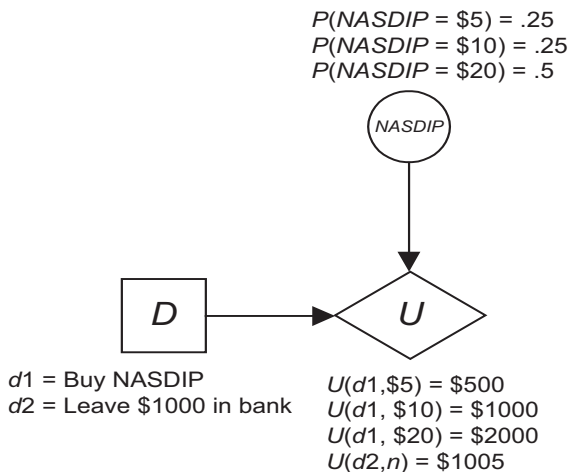 P(NASDIP = $5) = .25
P(NASDIP = $10) = .25
P(NASDIP = $20) = .5
NASDIP
D
U
d1 = Buy NASDIP
d2 = Leave $1000 in bank
U(d1,$5) = $500
U(d1, $10) = $1000
U(d1, $20) = $2000
U(d2,n) = $1005